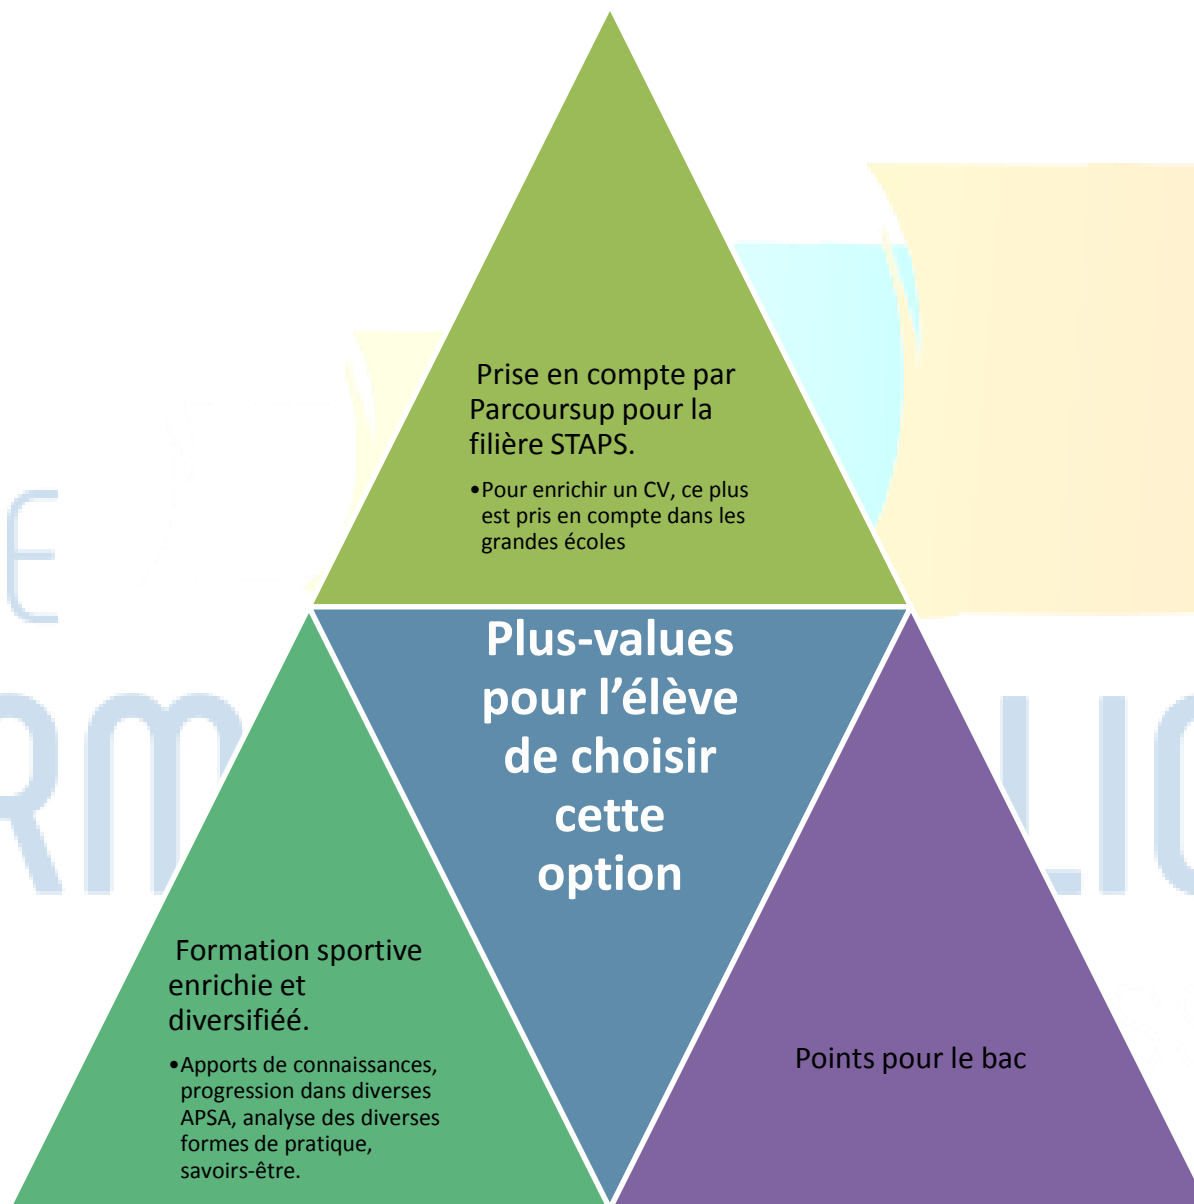 Prise en compte par
Parcoursup pour la
filière STAPS.
•Pour enrichir un CV, ce plus
est pris en compte dans les
grandes écoles
Plus-values
pour l'élève
de choisir
cette
option
Formation sportive
enrichie et
diversifiéé.
•Apports de connaissances,
progression dans diverses
APSA, analyse des diverses
formes de pratique,
savoirs-être.
Points pour le bac